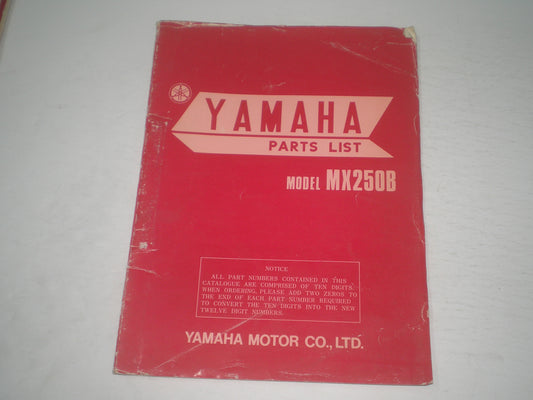 YAMAHA
PARTS LIST
MODEL MX250B
NOTICE
ALL PART NUMBERS CONTAINED IN THIS
CATALOGUE ARE COMPRISED OF TEN DIGITS.
WHEN ORDERING, PLEASE ADD TWO ZEROS TO
THE END OF EACH PART NUMBER REQUIRED
TO CONVERT THE TEN DIGITS INTO THE NEW
TWELVE DIGIT NUMBERS.
YAMAHA MOTOR CO., LTD.